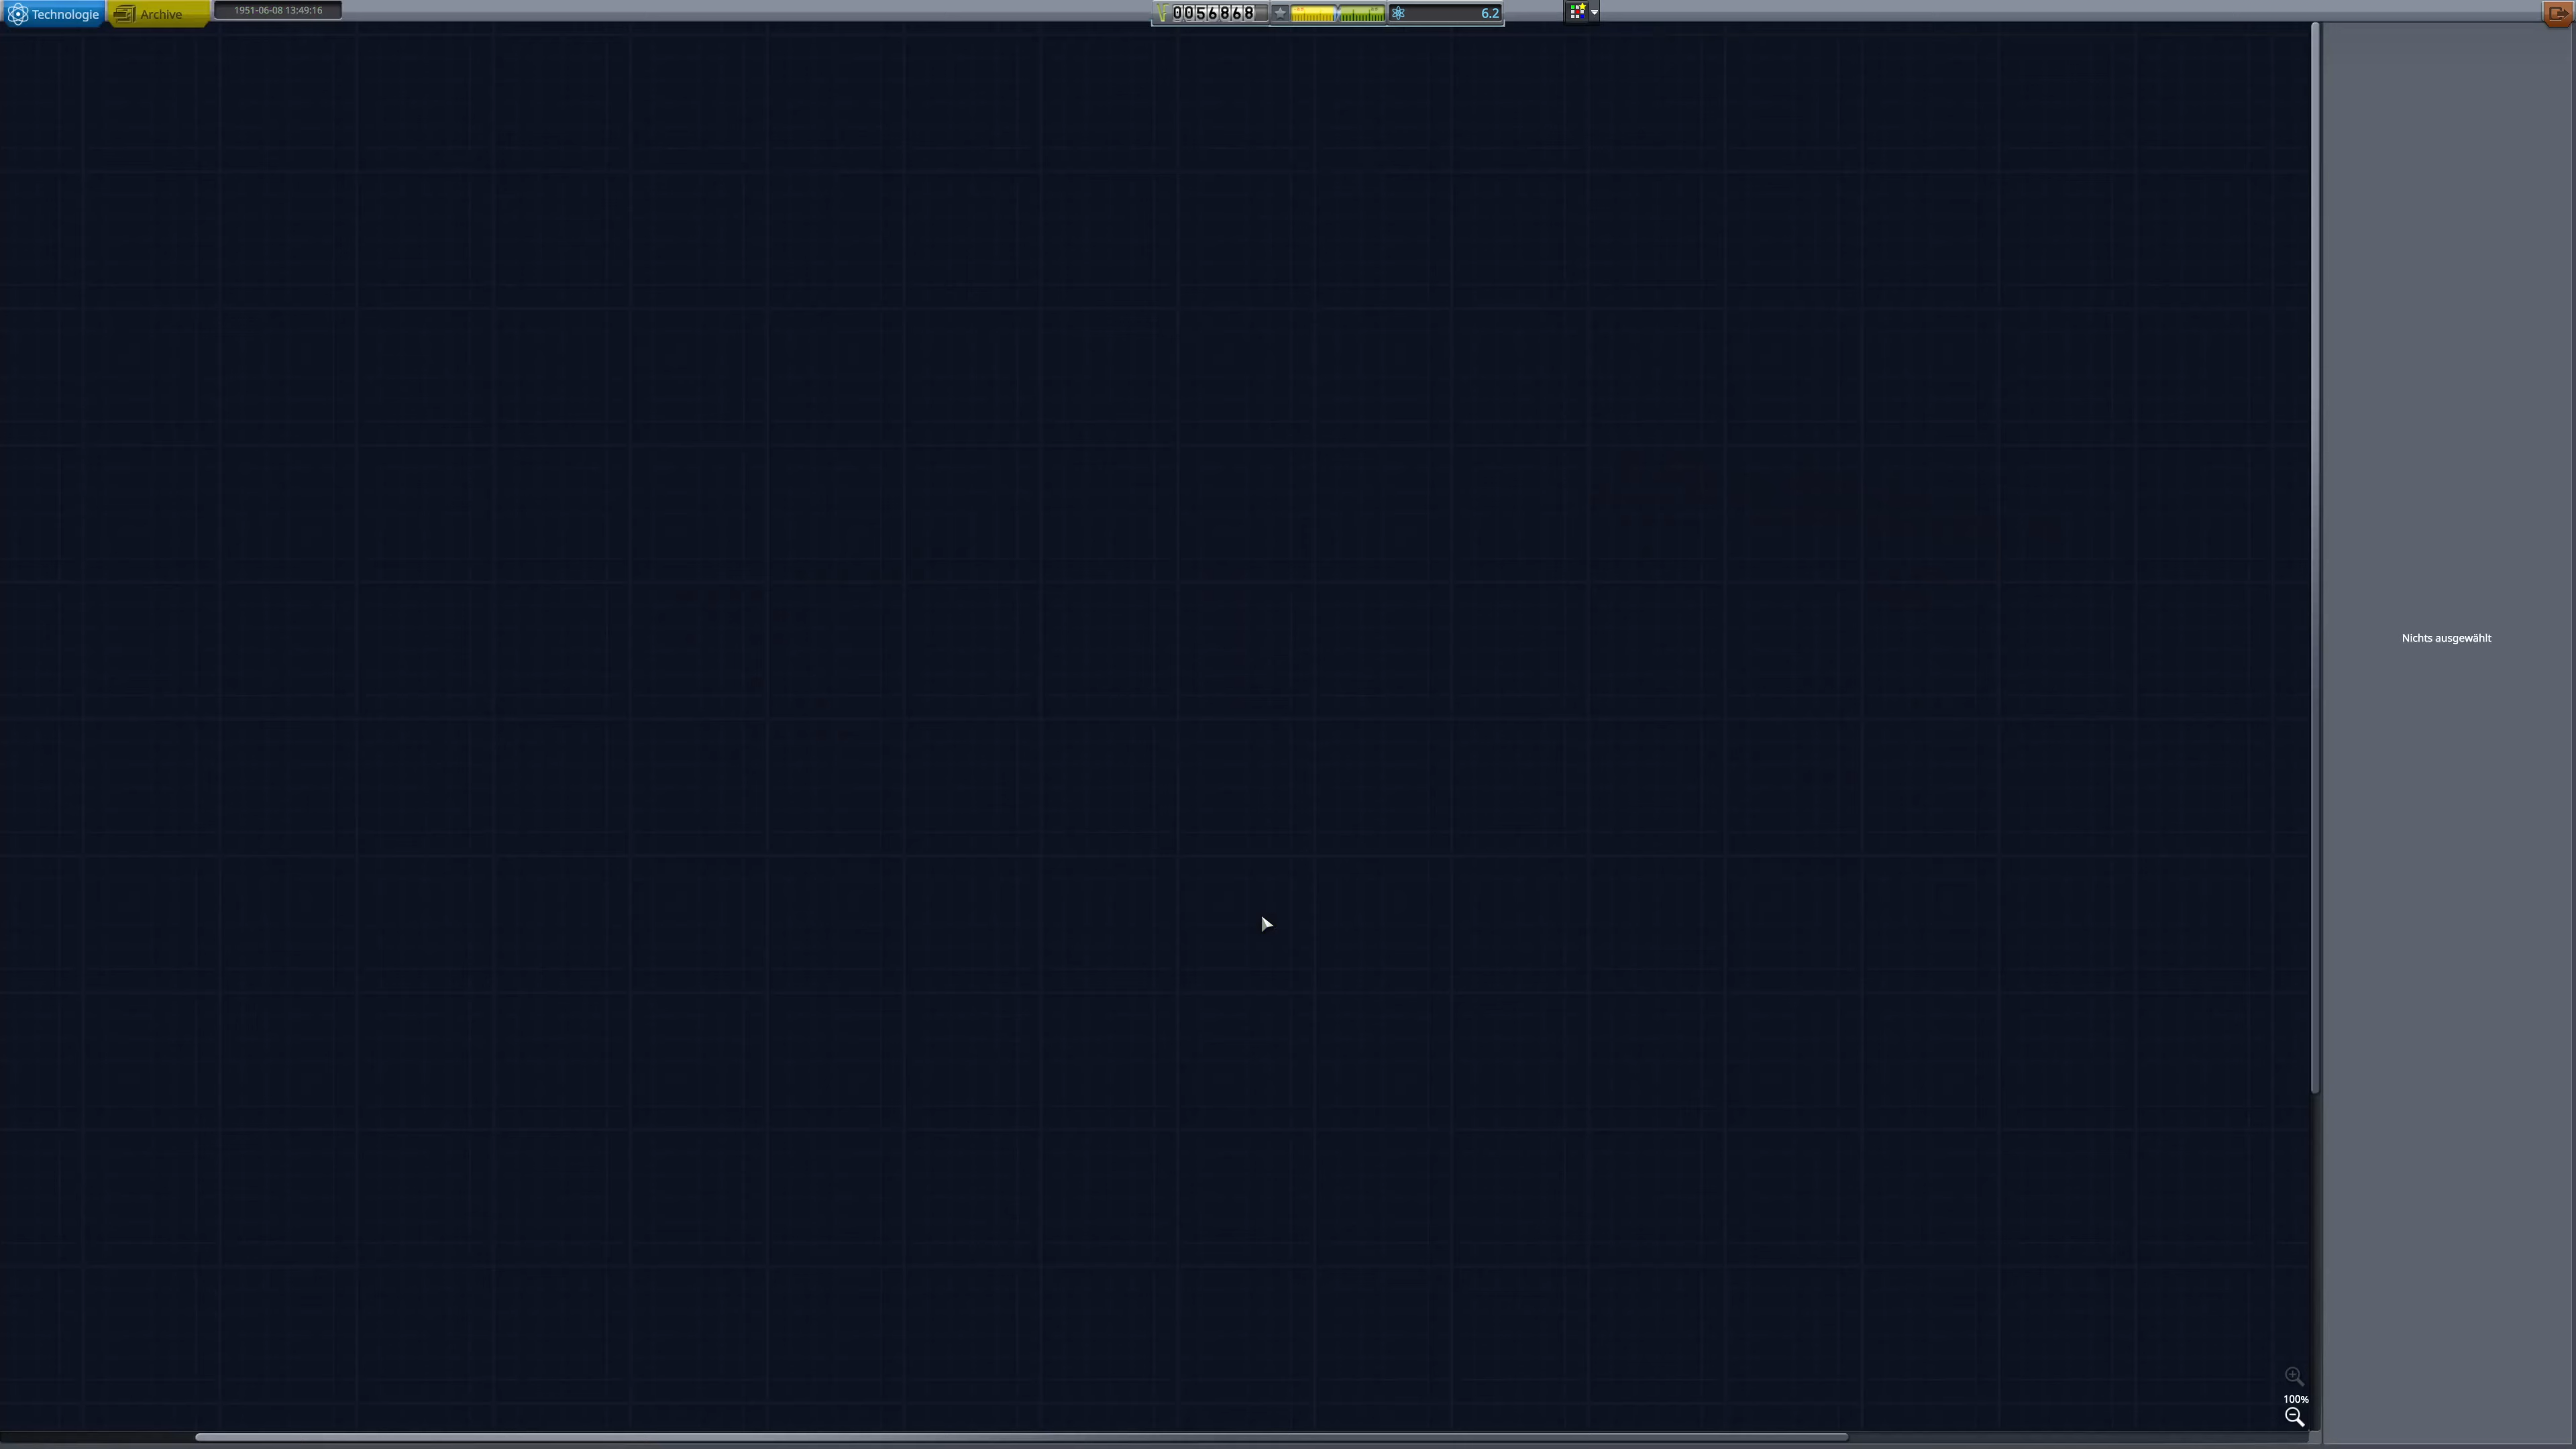 Technologie
Archive
1951-06-08 13:49:16
0056868
6.2
Nichts ausgewählt
100%